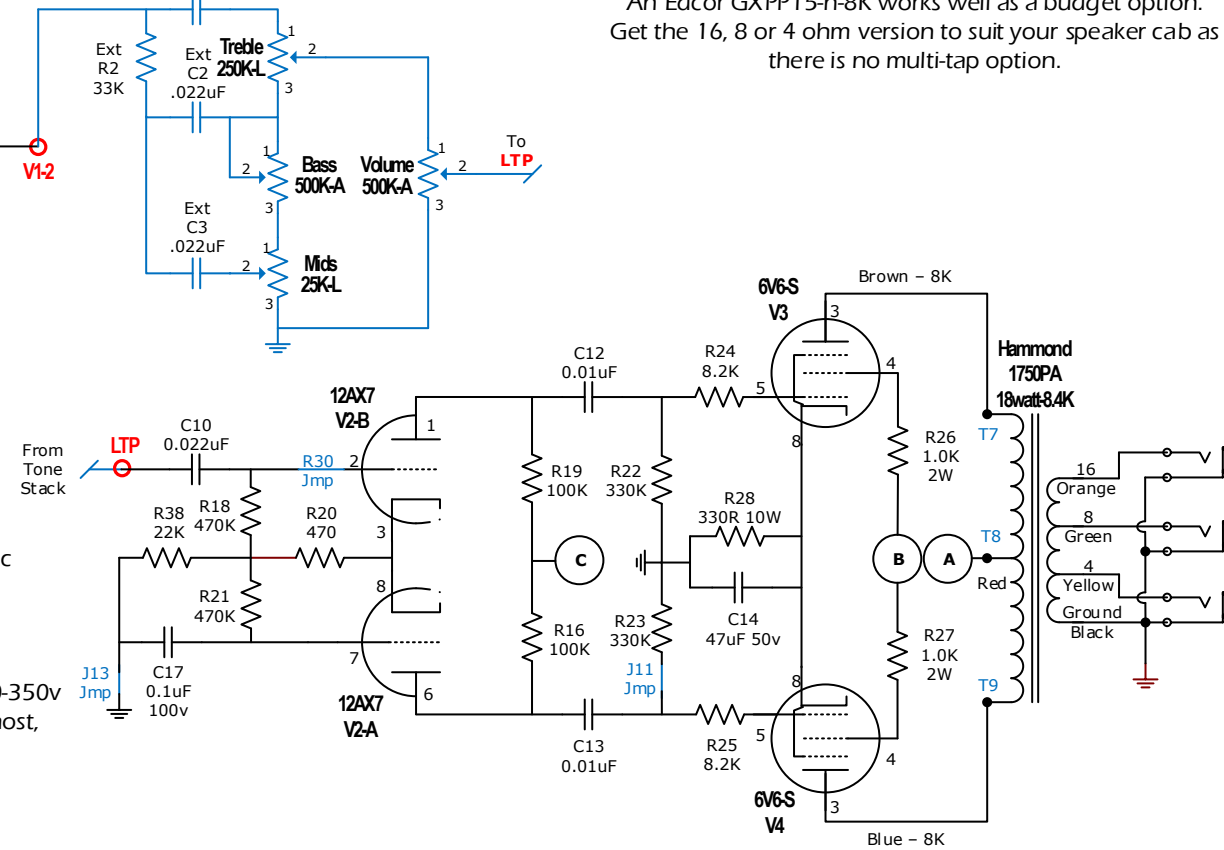 An Edcor GXPP15-n-8K works well as a budget option.
Get the 16, 8 or 4 ohm version to suit your speaker cab as
there is no multi-tap option.
Ext
R2
33K
Ext
C2
.022uF
Treble
250K-L
1
2
3
V1-2
Bass
500K-A
1
2
3
Volume
500K-A
1
2
3
To
LTP
Ext
C3
.022uF
Mids
25K-L
1
2
3
6V6-S
V3
Brown – 8K
3
4
5
8
Hammond
1750PA
18watt-8.4K
C12
0.01uF
R24
8.2K
12AX7
V2-B
1
2
3
From
Tone
Stack
LTP
C10
0.022uF
R30
Jmp
R18
470K
R38
22K
R20
470
R19
100K
R22
330K
R28
330R 10W
R26
1.0K
2W
T7
16
Orange
8
Green
4
Yellow
Ground
Black
c
C
B
A
T8
Red
8
R21
470K
R16
100K
R23
330K
C14
47uF 50v
R27
1.0K
2W
J13
Jmp
C17
0.1uF
100v
7
J11
Jmp
8
T9
-350v
12AX7
V2-A
6
C13
0.01uF
R25
8.2K
5
4
3
6V6-S
V4
Blue – 8K